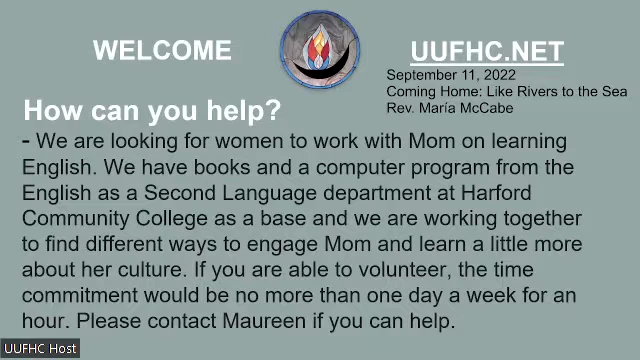 WELCOME
UUFHC.NET
September 11, 2022
Coming Home: Like Rivers to the Sea
Rev. María McCabe
How can you help?
- We are looking for women to work with Mom on learning
English. We have books and a computer program from the
English as a Second Language department at Harford
Community College as a base and we are working together
to find different ways to engage Mom and learn a little more
about her culture. If you are able to volunteer, the time
commitment would be no more than one day a week for an
hour. Please contact Maureen if you can help.
UUFHC Host